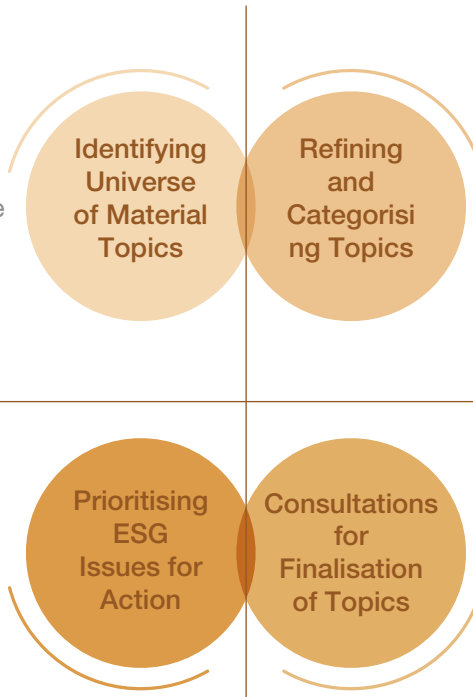 Identifying
Universe
of Material
Topics
Refining
and
Categorisi
ng Topics
e
Prioritising
ESG
Issues for
Action
Consultations
for
Finalisation
of Topics